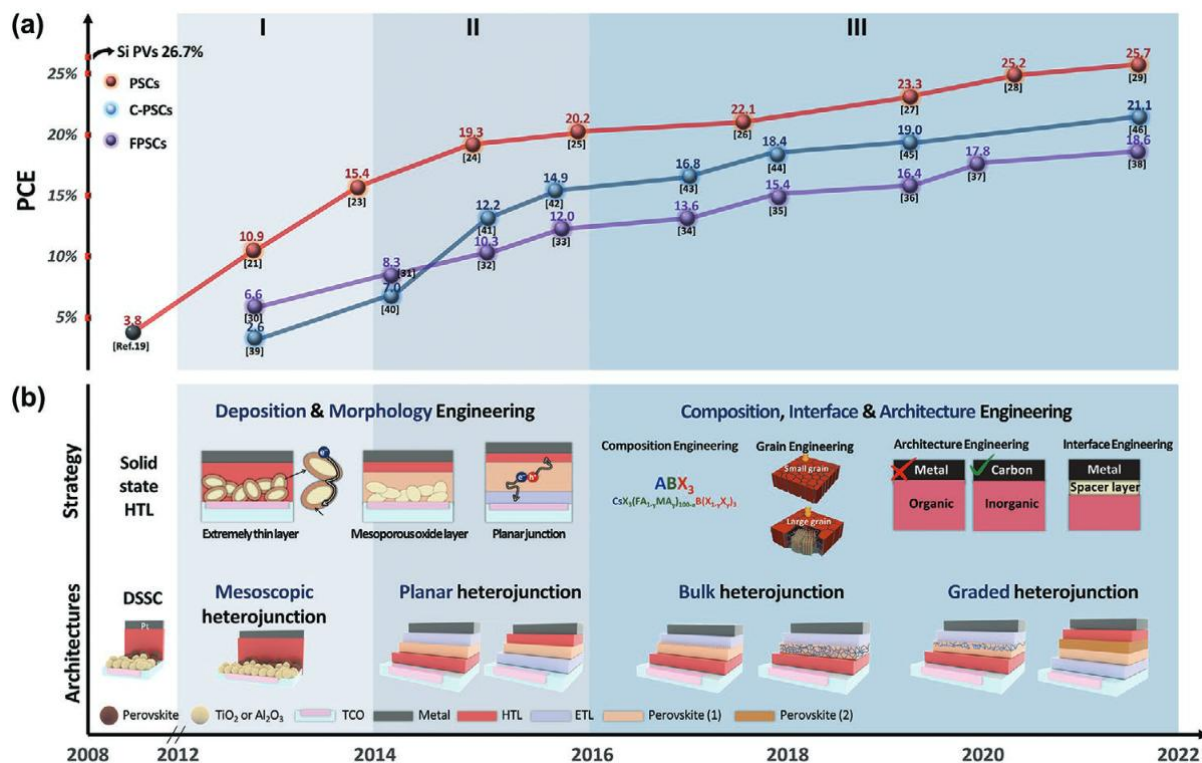 (a)
I
II
III
Si PVs 26.7%
PSCs
C-PSCs
FPSCs
PCE
25%
20%
15%
10%
5%
3.8
[Ref.19]
10.9
[21]
15.4
[23]
19.3
[24]
20.2
[25]
22.1
[26]
23.3
[27]
25.2
[28]
25.7
[29]
2.6
[39]
7.0
[40]
12.2
[41]
14.9
[42]
16.8
[43]
18.4
[44]
19.0
[45]
21.1
[46]
6.6
[30]
8.3
[31]
10.3
[32]
12.0
[33]
13.6
[34]
15.4
[35]
16.4
[36]
17.8
[37]
18.6
[38]
(b)
Strategy
Solid
state
HTL
Deposition & Morphology Engineering
Extremely thin layer
Mesoporous oxide layer
Planar junction
Composition, Interface & Architecture Engineering
Composition Engineering
ABX₃
Grain Engineering
Small grain
Large grain
Architecture Engineering
Metal
Organic
Carbon
Inorganic
Interface Engineering
Metal
Spacer layer
Architectures
DSSC
Pt
Mesoscopic
heterojunction
Planar heterojunction
Bulk heterojunction
Graded heterojunction
Perovskite
TiO₂ or Al₂O₃
TCO
Metal
HTL
ETL
Perovskite (1)
Perovskite (2)
2008
2012
2014
2016
2018
2020
2022